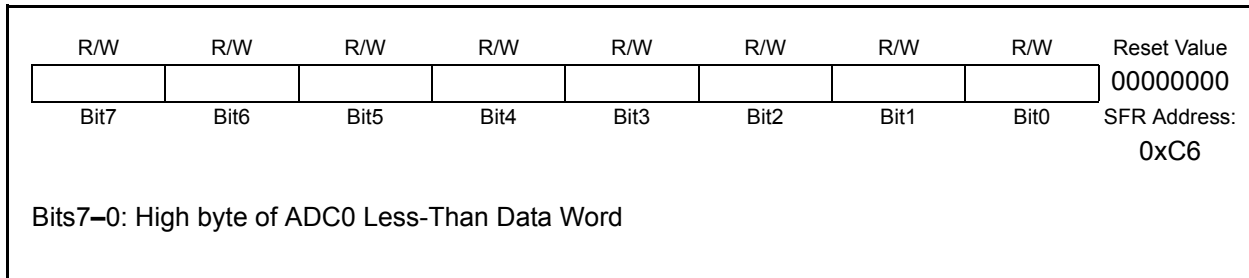 R/W R/W R/W R/W R/W R/W R/W R/W Reset Value
00000000
Bit7 Bit6 Bit5 Bit4 Bit3 Bit2 Bit1 Bit0 SFR Address:
0xC6
Bits7–0: High byte of ADC0 Less-Than Data Word